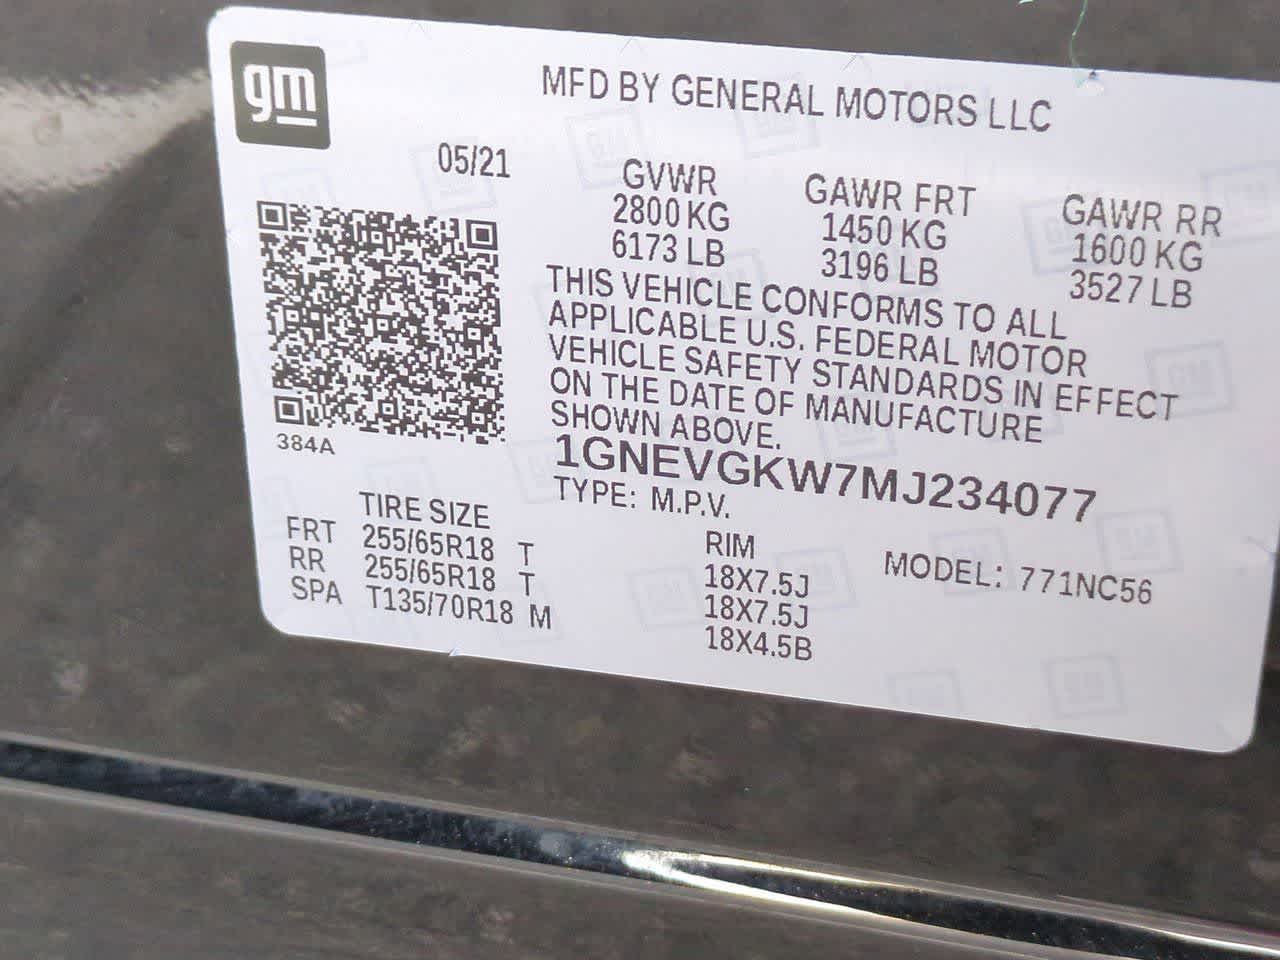 gm
MFD BY GENERAL MOTORS LLC
05/21
GVWR GAWR FRT GAWR RR
2800 KG 1450 KG 1600 KG
6173 LB 3196 LB 3527 LB
THIS VEHICLE CONFORMS TO ALL
APPLICABLE U.S. FEDERAL MOTOR
VEHICLE SAFETY STANDARDS IN EFFECT
ON THE DATE OF MANUFACTURE
SHOWN ABOVE.
384A
1GNEVGKW7MJ234077
TYPE: M.P.V.
TIRE SIZE RIM MODEL: 771NC56
FRT 255/65R18 T 18X7.5J
RR 255/65R18 T 18X7.5J
SPA T135/70R18 M 18X4.5B